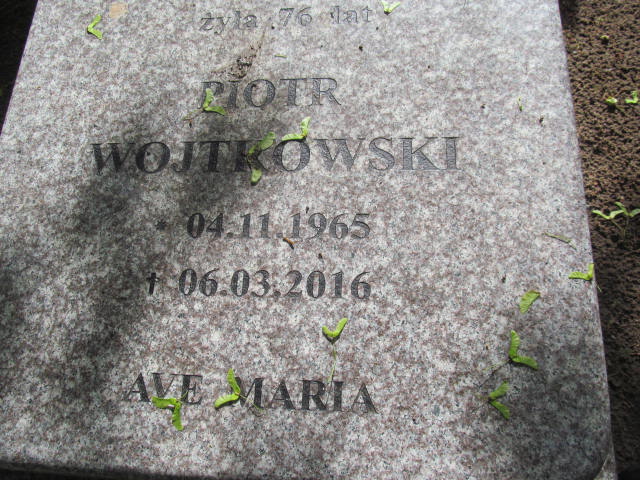 żyła 76 lat
PIOTR
WOJTKOWSKI
* 04.11.1965
† 06.03.2016
AVE MARIA